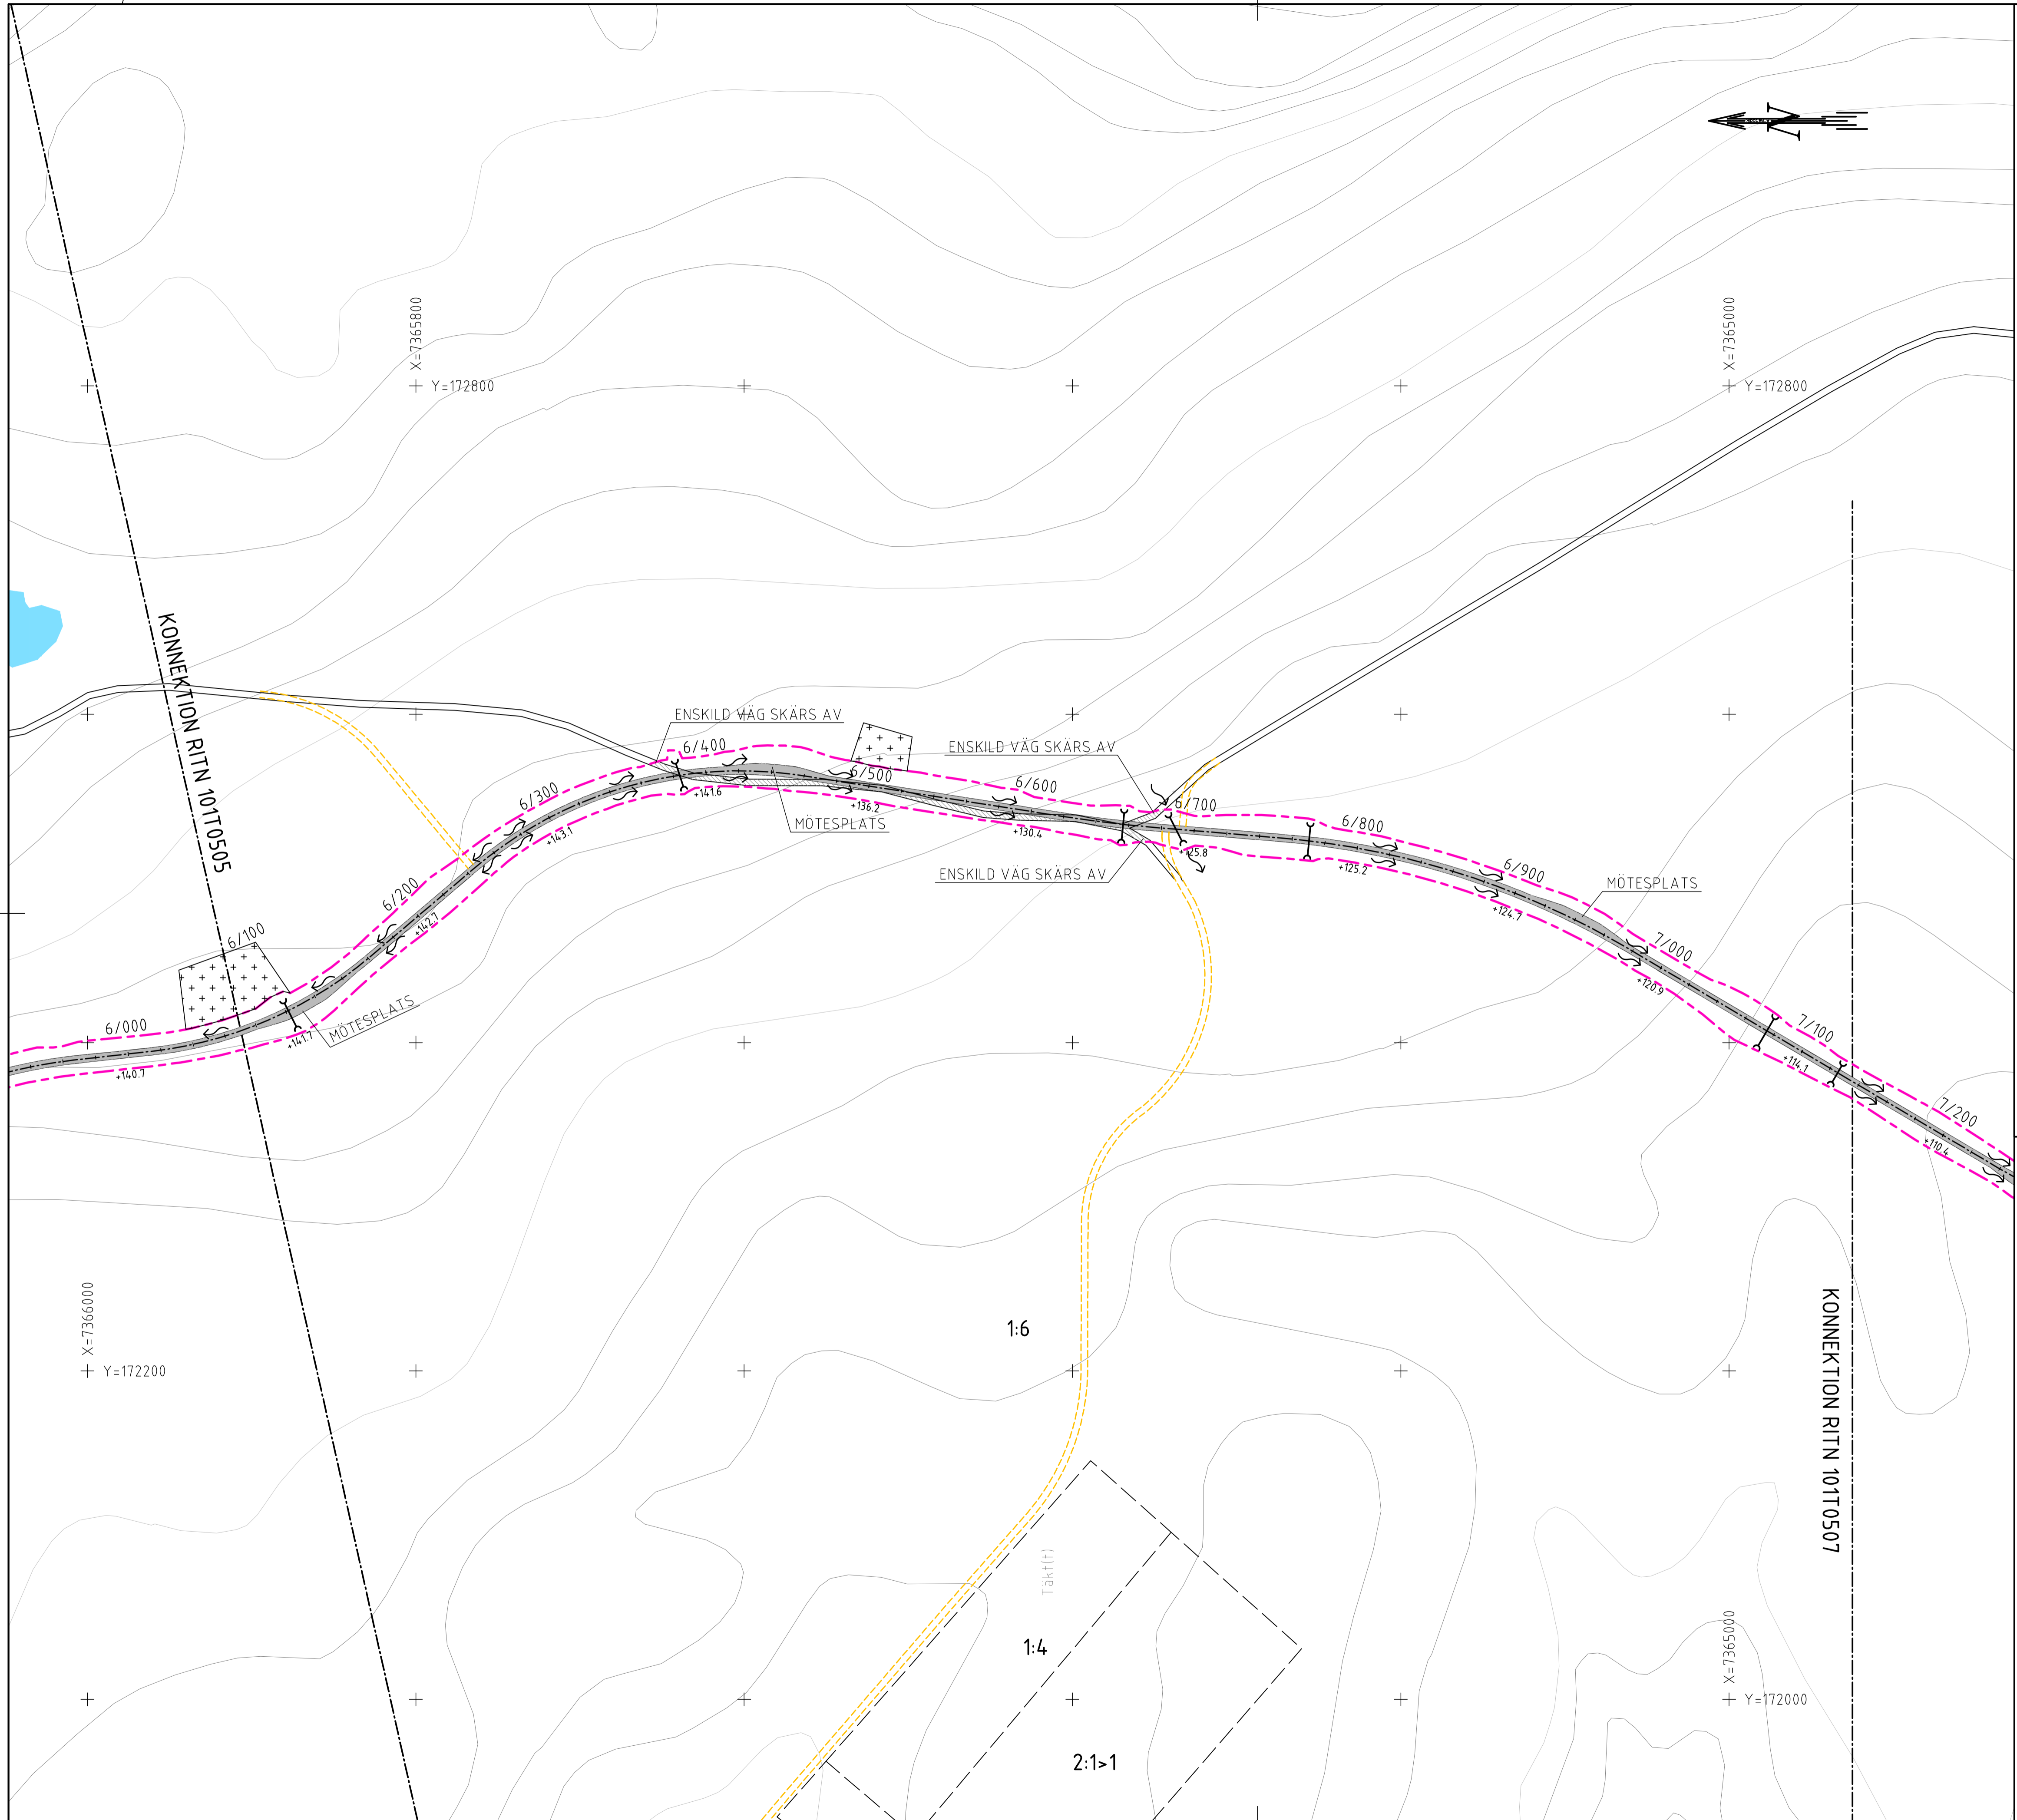 N
X=7365800
Y=172800
X=7365000
Y=172800
KONNEKTION RITN 101T0505
ENSKILD VÄG SKÄRS AV
6/400
ENSKILD VÄG SKÄRS AV
6/500
6/600
6/300
6/700
+141.6
+136.2
MÖTESPLATS
6/800
+143.1
+130.4
+125.8
6/900
ENSKILD VÄG SKÄRS AV
+125.2
MÖTESPLATS
6/200
+142.7
+124.7
6/100
7/000
+120.9
6/000
MÖTESPLATS
+141.7
7/100
+140.7
+114.1
7/200
+110.4
X=7366000
Y=172200
1:6
KONNEKTION RITN 101T0507
Täkt(t)
1:4
X=7365000
Y=172000
2:1>1